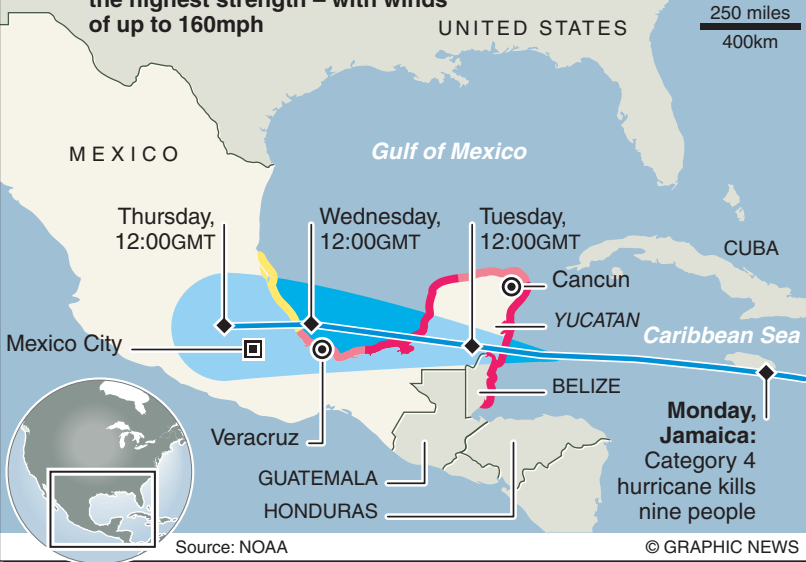 the highest strength – with winds
of up to 160mph
UNITED STATES
250 miles
400km
MEXICO
Gulf of Mexico
Thursday,
12:00GMT
Wednesday,
12:00GMT
Tuesday,
12:00GMT
CUBA
Cancun
YUCATAN
Caribbean Sea
Mexico City
BELIZE
Monday,
Jamaica:
Category 4
hurricane kills
nine people
Veracruz
GUATEMALA
HONDURAS
Source: NOAA
© GRAPHIC NEWS